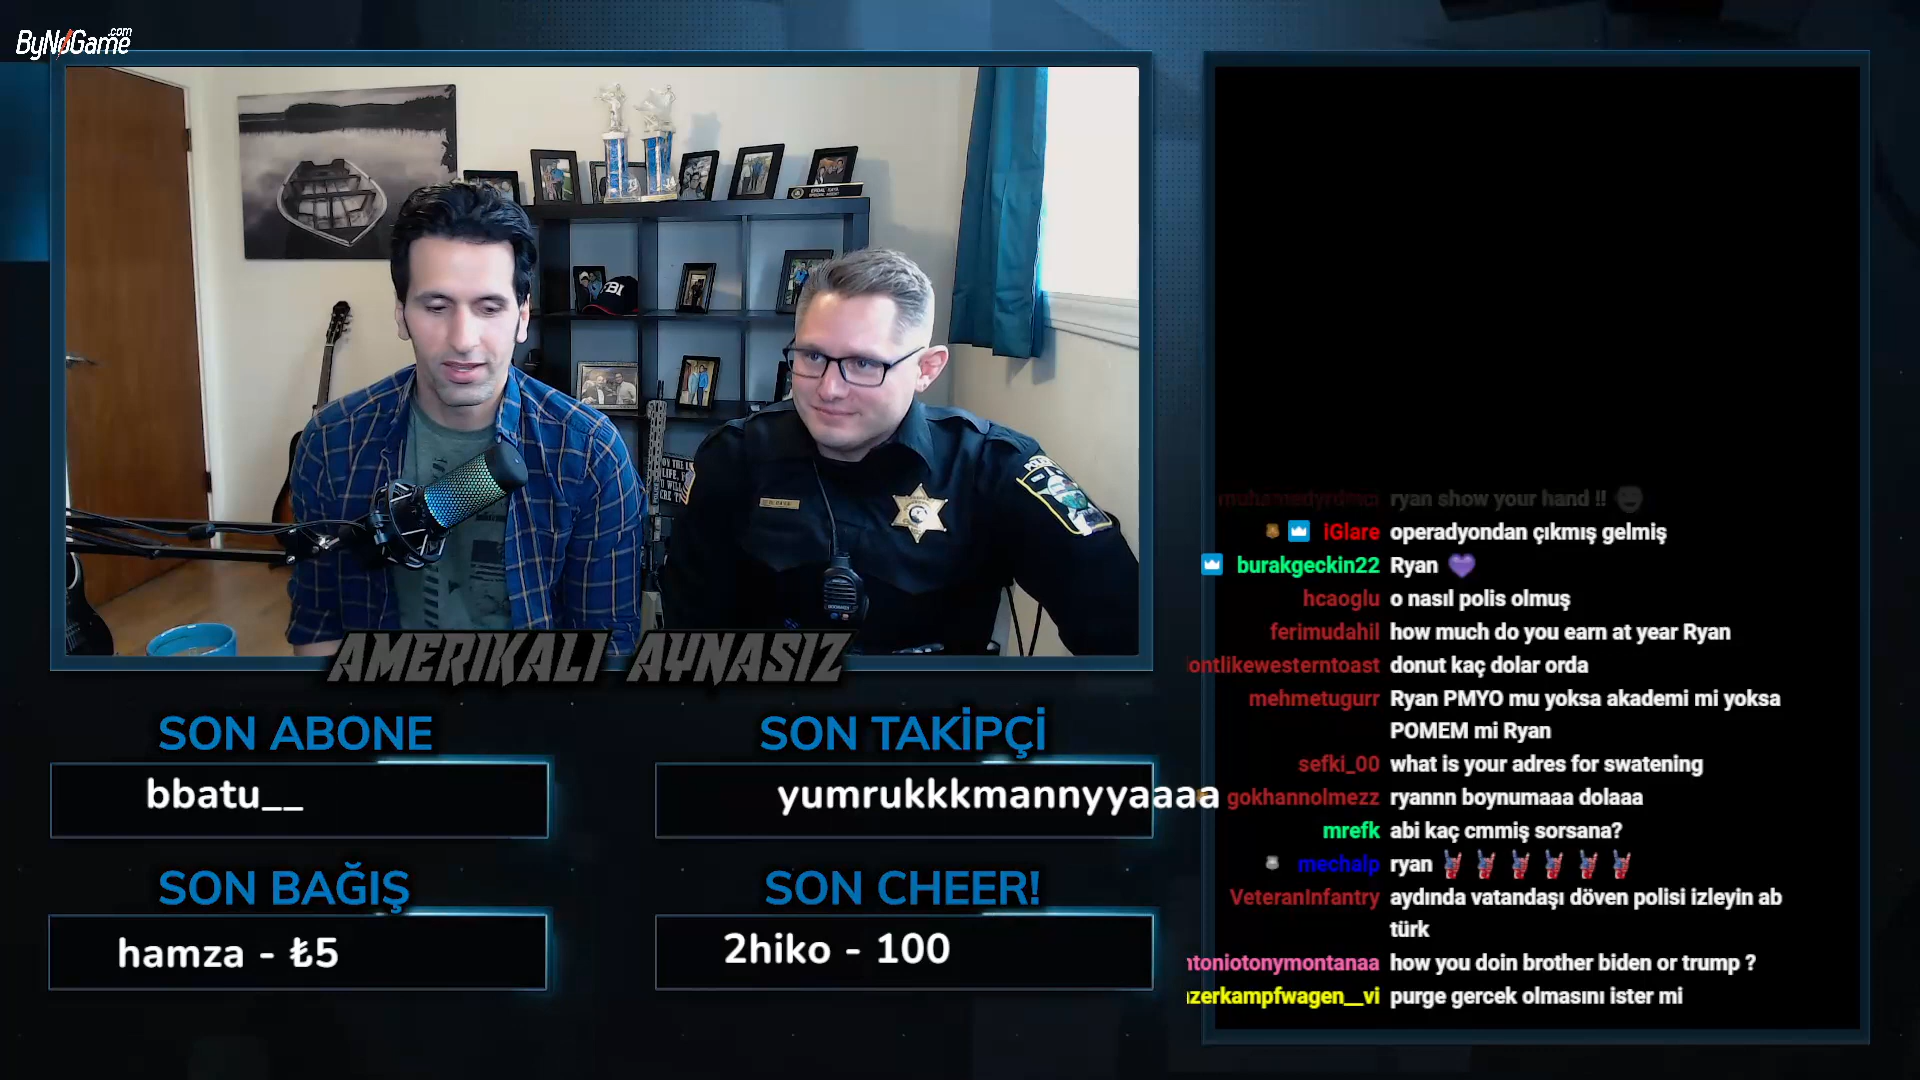 ByNoGame.com
AMERIKALI AYNASIZ
SON ABONE
bbatu__
SON TAKİPÇİ
yumrukkkmannyyaaaa
SON BAĞIŞ
hamza - ₺5
SON CHEER!
2hiko - 100
ryan show your hand !!
iGlare operadyondan çıkmış gelmiş
burakgeckin22 Ryan 💜
hcaoglu o nasıl polis olmuş
ferimudahil how much do you earn at year Ryan
ontlikewesterntoast donut kaç dolar orda
mehmetugurr Ryan PMYO mu yoksa akademi mi yoksa
POMEM mi Ryan
sefki_00 what is your adres for swatening
gokhannolmezz ryannn boynumaaa dolaaa
mrefk abi kaç cmmiş sorsana?
mechalp ryan
VeteranInfantry aydında vatandaşı döven polisi izleyin ab
türk
ntoniotonymontanaa how you doin brother biden or trump ?
zerkampfwagen__vi purge gercek olmasını ister mi